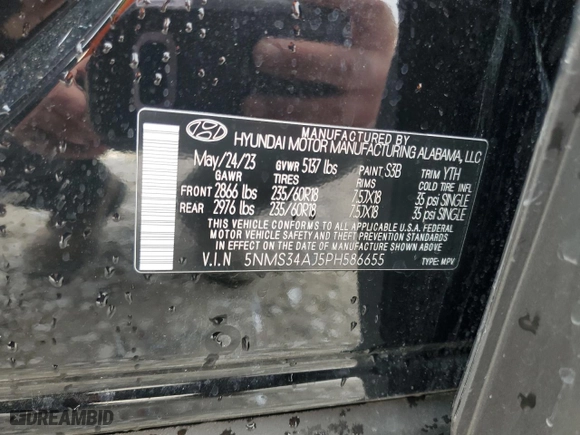 MANUFACTURED BY
HYUNDAI MOTOR MANUFACTURING ALABAMA, LLC
May/24/23 GVWR 5137 lbs PAINT S3B TRIM YTH
GAWR TIRES RIMS COLD TIRE INFL
FRONT 2866 lbs 235/60R18 7.5JX18 35 psi SINGLE
REAR 2976 lbs 235/60R18 7.5JX18 35 psi SINGLE
THIS VEHICLE CONFORMS TO ALL APPLICABLE U.S.A. FEDERAL
MOTOR VEHICLE SAFETY AND THEFT PREVENTION STANDARDS
IN EFFECT ON THE DATE OF MANUFACTURE SHOWN ABOVE
V.I.N 5NMS34AJ5PH586655 TYPE: MPV
DREAMBID